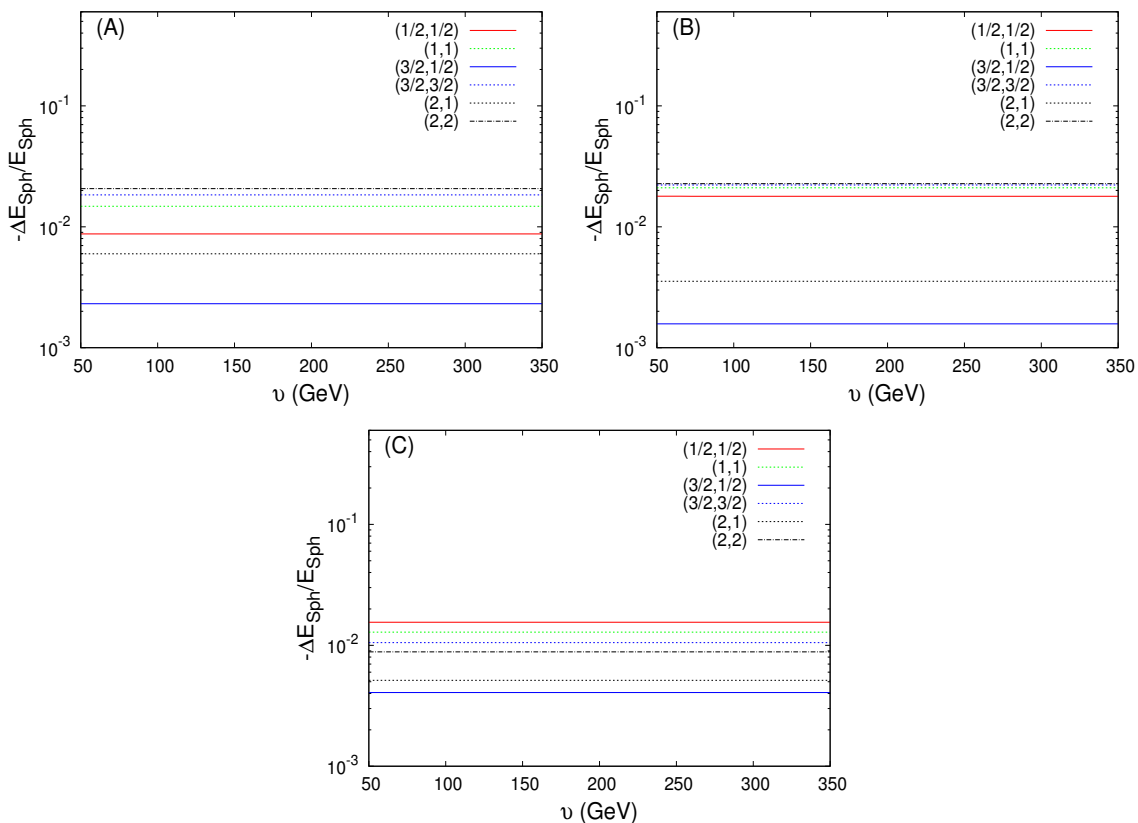 (A)
(1/2,1/2)
(1,1)
(3/2,1/2)
(3/2,3/2)
(2,1)
(2,2)
10⁻¹
10⁻²
10⁻³
-ΔE_Sph/E_Sph
50 100 150 200 250 300 350
υ (GeV)
(B)
(1/2,1/2)
(1,1)
(3/2,1/2)
(3/2,3/2)
(2,1)
(2,2)
10⁻¹
10⁻²
10⁻³
-ΔE_Sph/E_Sph
50 100 150 200 250 300 350
υ (GeV)
(C)
(1/2,1/2)
(1,1)
(3/2,1/2)
(3/2,3/2)
(2,1)
(2,2)
10⁻¹
10⁻²
10⁻³
-ΔE_Sph/E_Sph
50 100 150 200 250 300 350
υ (GeV)